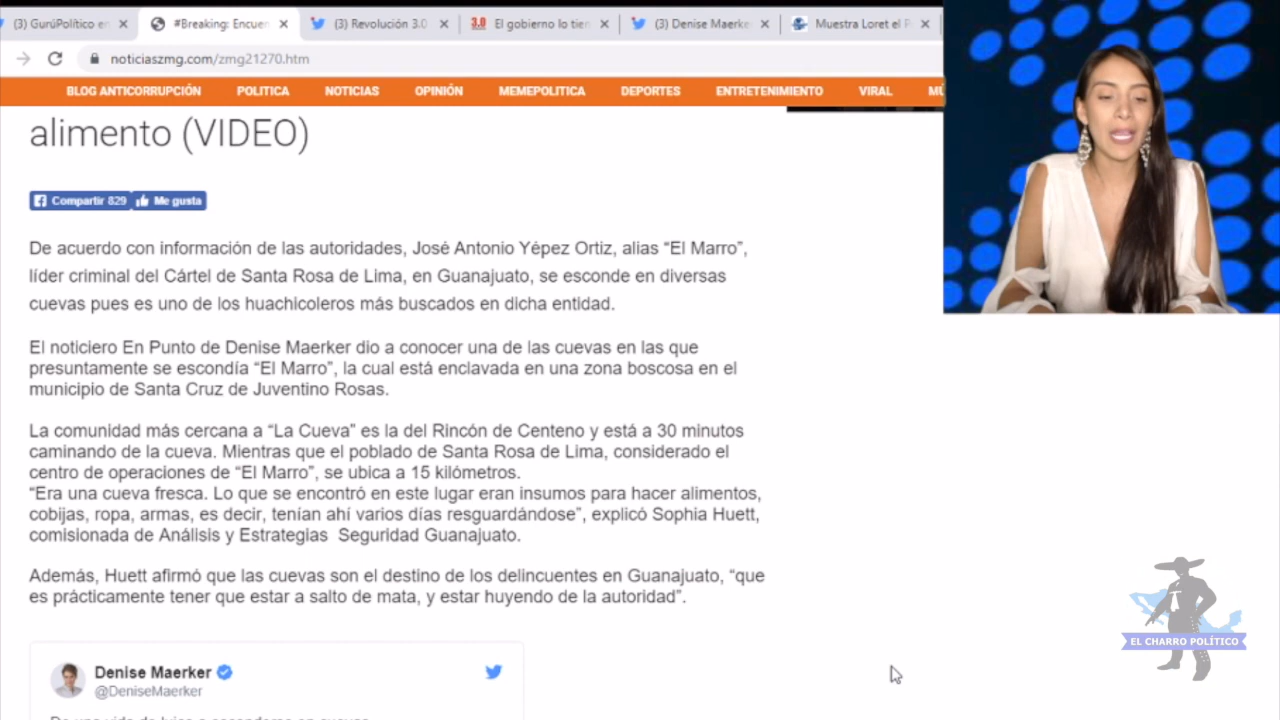 (3) GurúPolítico en
#Breaking: Encuen
(3) Revolución 3.0
3.0 El gobierno lo tien
(3) Denise Maerke
Muestra Loret el P
noticiaszmg.com/zmg21270.htm
BLOG ANTICORRUPCIÓN POLITICA NOTICIAS OPINIÓN MEMEPOLITICA DEPORTES ENTRETENIMIENTO VIRAL MÚ
alimento (VIDEO)
Compartir 829 Me gusta
De acuerdo con información de las autoridades, José Antonio Yépez Ortiz, alias “El Marro”,
líder criminal del Cártel de Santa Rosa de Lima, en Guanajuato, se esconde en diversas
cuevas pues es uno de los huachicoleros más buscados en dicha entidad.
El noticiero En Punto de Denise Maerker dio a conocer una de las cuevas en las que
presuntamente se escondía “El Marro”, la cual está enclavada en una zona boscosa en el
municipio de Santa Cruz de Juventino Rosas.
La comunidad más cercana a “La Cueva” es la del Rincón de Centeno y está a 30 minutos
caminando de la cueva. Mientras que el poblado de Santa Rosa de Lima, considerado el
centro de operaciones de “El Marro”, se ubica a 15 kilómetros.
“Era una cueva fresca. Lo que se encontró en este lugar eran insumos para hacer alimentos,
cobijas, ropa, armas, es decir, tenían ahí varios días resguardándose”, explicó Sophia Huett,
comisionada de Análisis y Estrategias Seguridad Guanajuato.
Además, Huett afirmó que las cuevas son el destino de los delincuentes en Guanajuato, “que
es prácticamente tener que estar a salto de mata, y estar huyendo de la autoridad”.
Denise Maerker
@DeniseMaerker
EL CHARRO POLÍTICO